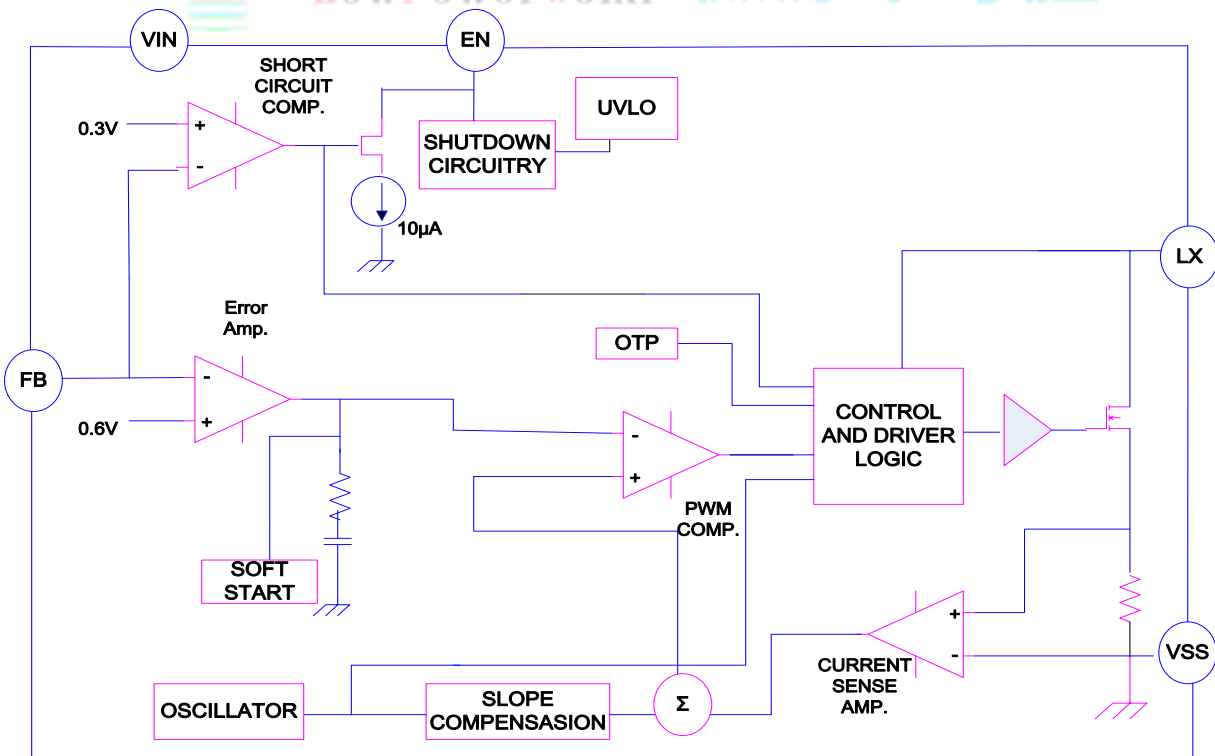 VIN
EN
SHORT
CIRCUIT
COMP.
UVLO
0.3V
+
-
SHUTDOWN
CIRCUITRY
10µA
LX
Error
Amp.
OTP
FB
-
+
0.6V
CONTROL
AND DRIVER
LOGIC
-
+
PWM
COMP.
SOFT
START
+
-
CURRENT
SENSE
AMP.
VSS
OSCILLATOR
SLOPE
COMPENSASION
Σ